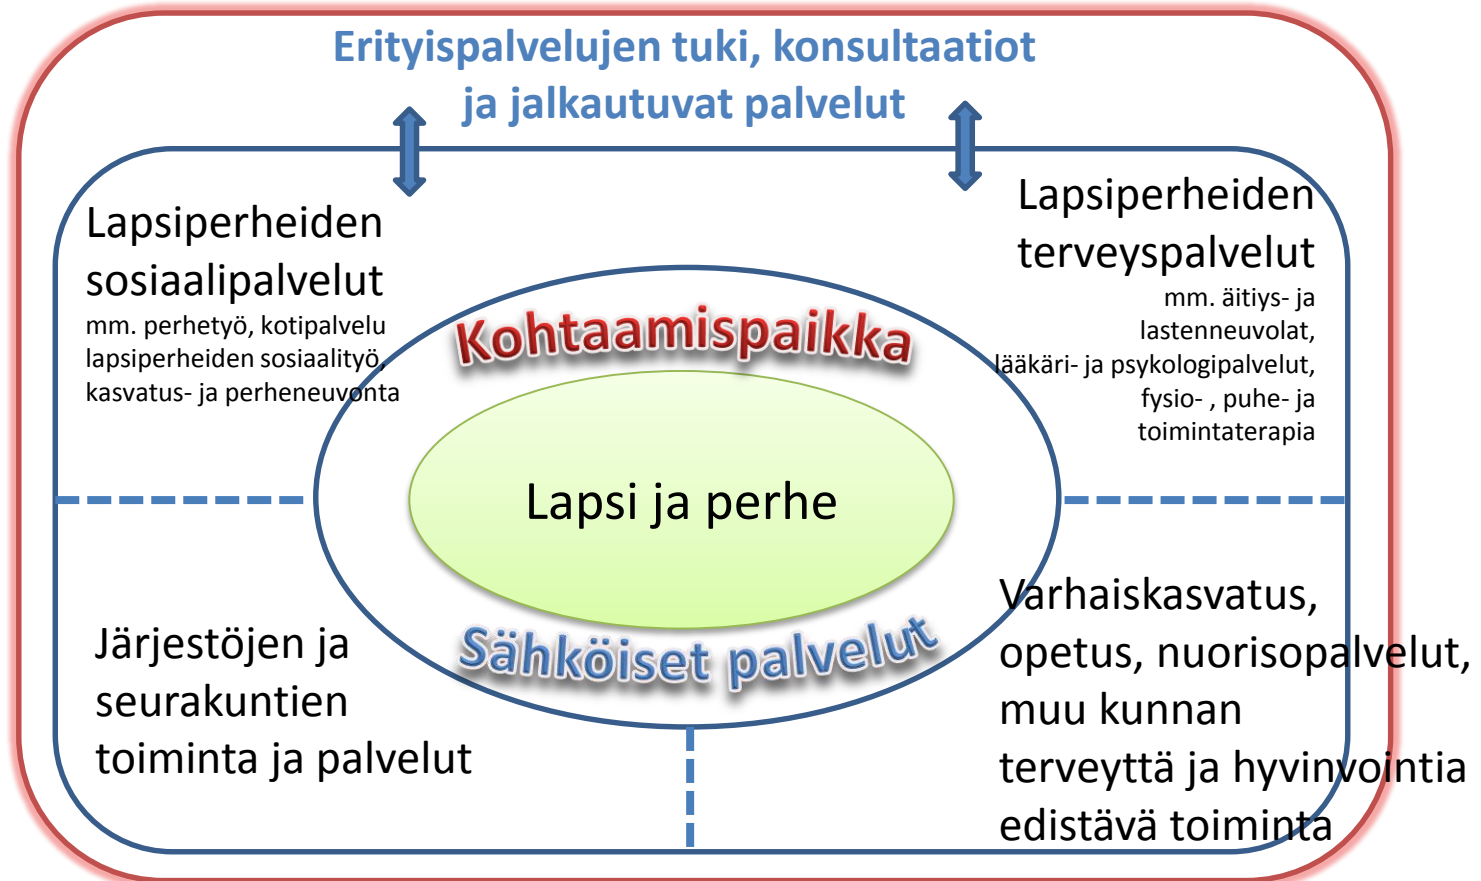 Erityispalvelujen tuki, konsultaatiot
ja jalkautuvat palvelut
Lapsiperheiden
sosiaalipalvelut
mm. perhetyö, kotipalvelu
lapsiperheiden sosiaalityö,
kasvatus- ja perheneuvonta
Lapsiperheiden
terveyspalvelut
mm. äitiys- ja
lastenneuvolat,
lääkäri- ja psykologipalvelut,
fysio- , puhe- ja
toimintaterapia
Kohtaamispaikka
Lapsi ja perhe
Sähköiset palvelut
Järjestöjen ja
seurakuntien
toiminta ja palvelut
Varhaiskasvatus,
opetus, nuorisopalvelut,
muu kunnan
terveyttä ja hyvinvointia
edistävä toiminta